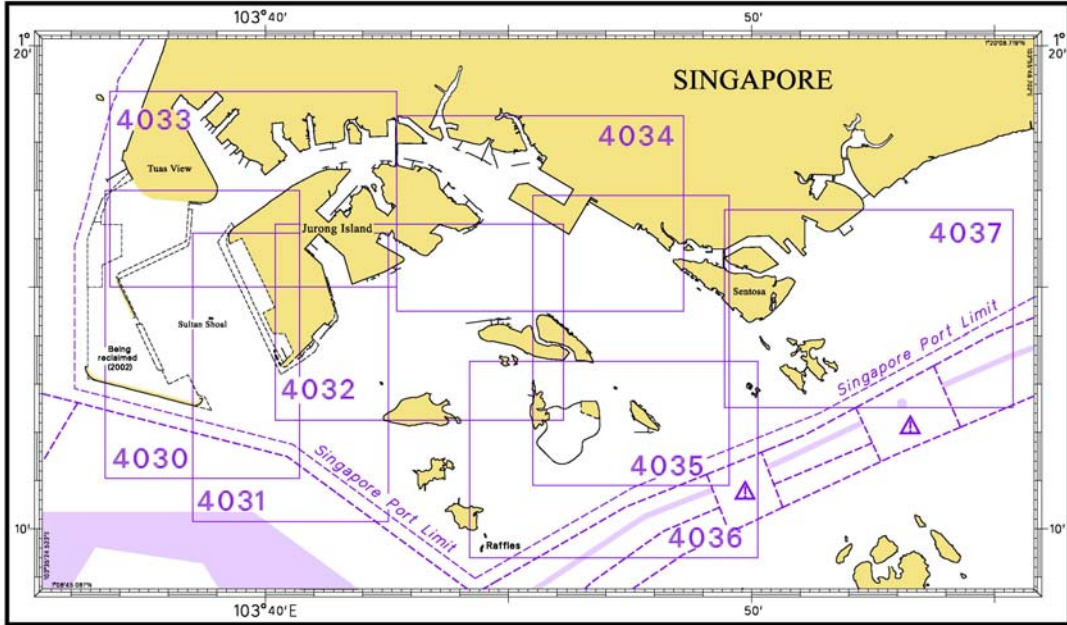 103° 40' 50'
1° 20'
1° 20'
SINGAPORE
4033
4034
Tuas View
Jurong Island
4037
Sentosa
Sultan Shoal
Being
reclaimed
(2002)
Singapore Port Limit
4032
4030
4031
Singapore Port Limit
4035
4036
Raffles
10'
10'
103° 40' E 50'